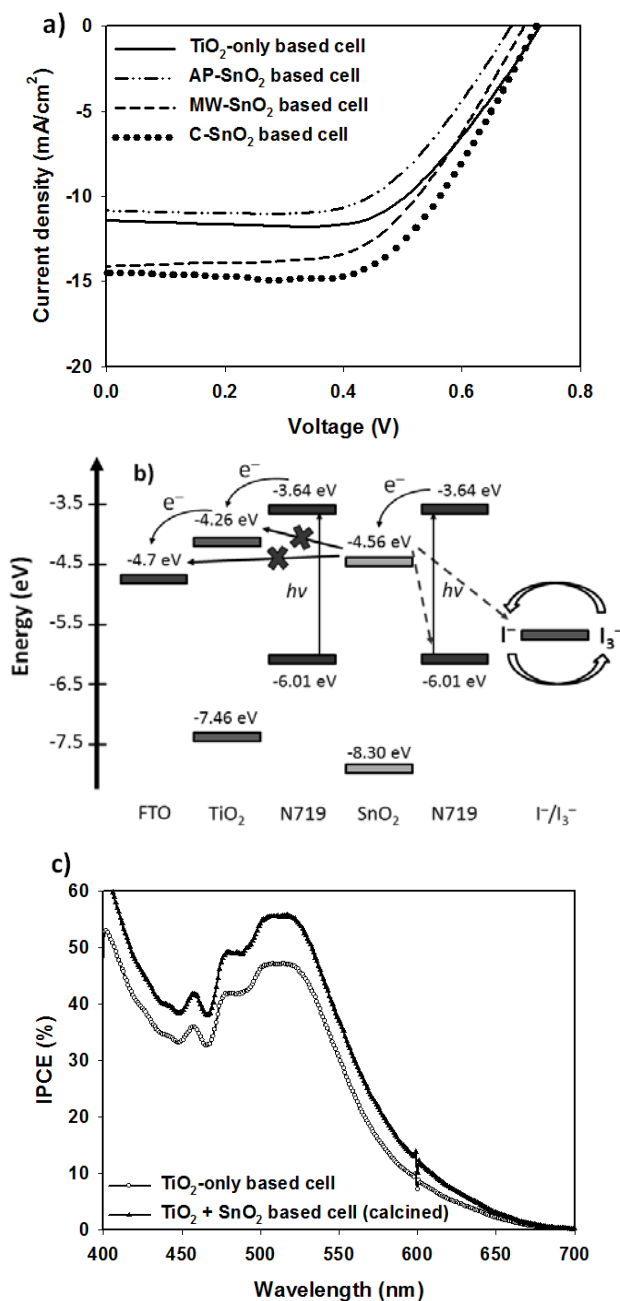 a)
TiO₂-only based cell
AP-SnO₂ based cell
MW-SnO₂ based cell
C-SnO₂ based cell
Current density (mA/cm²)
0
-5
-10
-15
-20
0.0 0.2 0.4 0.6 0.8
Voltage (V)
b)
Energy (eV)
-3.5
-4.5
-5.5
-6.5
-7.5
e⁻ e⁻ e⁻
-3.64 eV -3.64 eV
-4.26 eV
-4.56 eV
-4.7 eV
hν hν
I⁻ I₃⁻
-6.01 eV -6.01 eV
-7.46 eV
-8.30 eV
FTO TiO₂ N719 SnO₂ N719 I⁻/I₃⁻
c)
IPCE (%)
60
50
40
30
20
10
0
TiO₂-only based cell
TiO₂ + SnO₂ based cell (calcined)
400 450 500 550 600 650 700
Wavelength (nm)